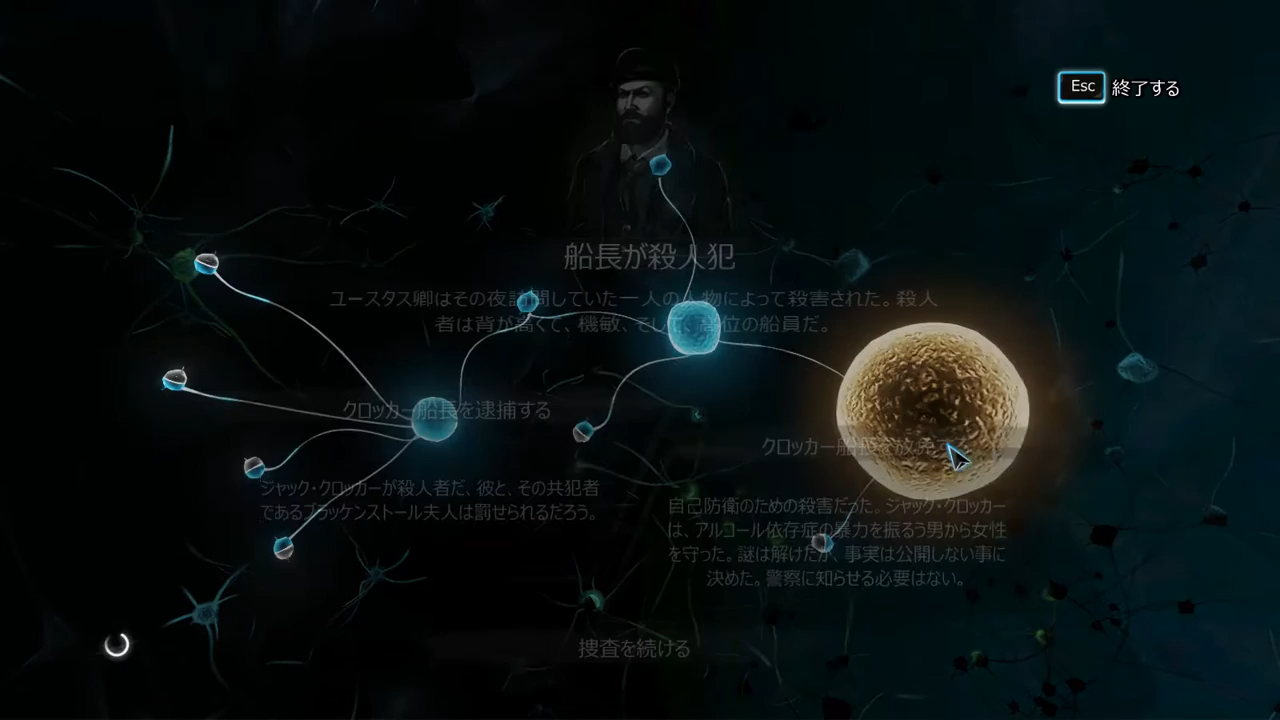 Esc 終了する
船長が殺人犯
ユースタス卿はその夜訪問していた一人の人物によって殺害された。殺人
者は背が高くて、機敏、そして、高位の船員だ。
クロッカー船長を逮捕する
ジャック・クロッカーが殺人者だ、彼と、その共犯者
であるブラッケンストール夫人は罰せられるだろう。
クロッカー船長を放免する
自己防衛のための殺害だった。ジャック・クロッカー
は、アルコール依存症の暴力を振るう男から女性
を守った。謎は解けたが、事実は公開しない事に
決めた。警察に知らせる必要はない。
捜査を続ける